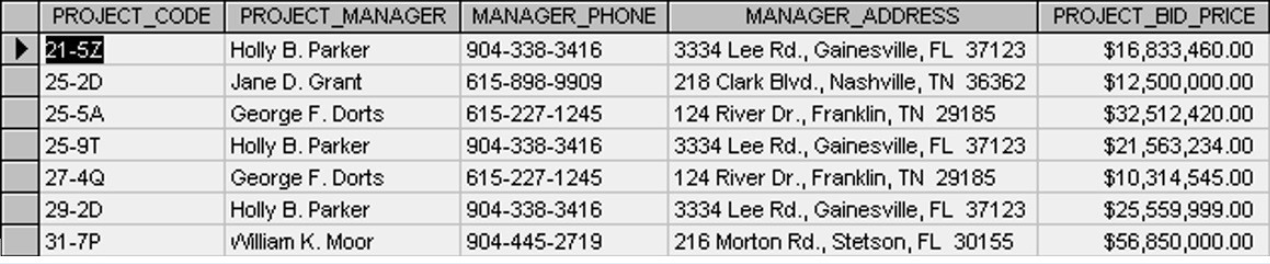 PROJECT_CODE PROJECT_MANAGER MANAGER_PHONE MANAGER_ADDRESS PROJECT_BID_PRICE
21-5Z Holly B. Parker 904-338-3416 3334 Lee Rd., Gainesville, FL 37123 $16,833,460.00
25-2D Jane D. Grant 615-898-9909 218 Clark Blvd., Nashville, TN 36362 $12,500,000.00
25-5A George F. Dorts 615-227-1245 124 River Dr., Franklin, TN 29185 $32,512,420.00
25-9T Holly B. Parker 904-338-3416 3334 Lee Rd., Gainesville, FL 37123 $21,563,234.00
27-4Q George F. Dorts 615-227-1245 124 River Dr., Franklin, TN 29185 $10,314,545.00
29-2D Holly B. Parker 904-338-3416 3334 Lee Rd., Gainesville, FL 37123 $25,559,999.00
31-7P William K. Moor 904-445-2719 216 Morton Rd., Stetson, FL 30155 $56,850,000.00